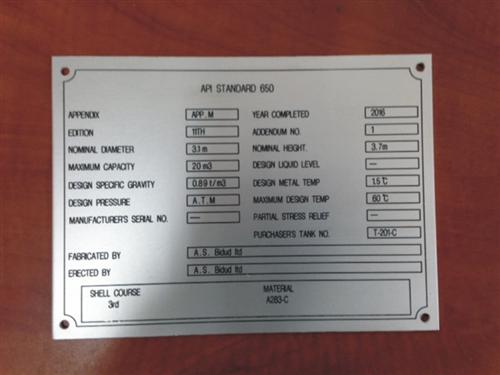 API STANDARD 650
APPENDIX APP. M YEAR COMPLETED 2016
EDITION 11TH ADDENDUM NO. 1
NOMINAL DIAMETER 3.1 m NOMINAL HEIGHT. 3.7m
MAXIMUM CAPACITY 20 m3 DESIGN LIQUID LEVEL —
DESIGN SPECIFIC GRAVITY 0.89 t/m3 DESIGN METAL TEMP 1.5 ℃
DESIGN PRESSURE A.T.M MAXIMUM DESIGN TEMP 60 ℃
MANUFACTURER'S SERIAL NO. — PARTIAL STRESS RELIEF —
PURCHASER'S TANK NO. T-201-C
FABRICATED BY A.S. Bidud ltd
ERECTED BY A.S. Bidud ltd
SHELL COURSE MATERIAL
3rd A283-C